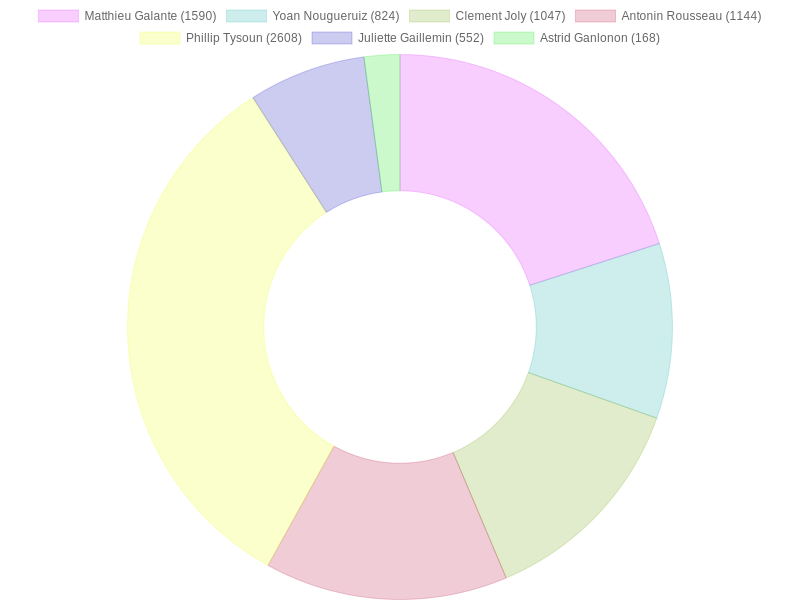 Matthieu Galante (1590) Yoan Nougueruiz (824) Clement Joly (1047) Antonin Rousseau (1144)
Phillip Tysoun (2608) Juliette Gaillemin (552) Astrid Ganlonon (168)